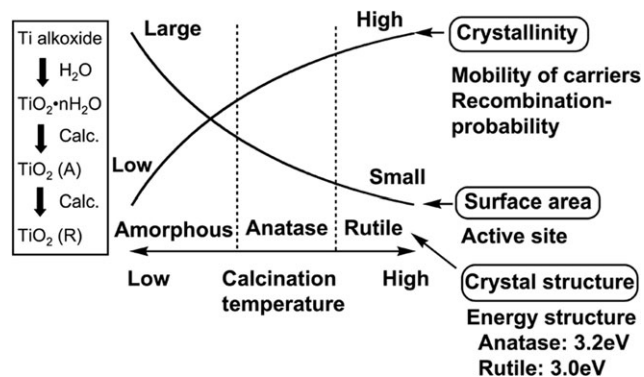 Ti alkoxide
H₂O
TiO₂•nH₂O
Calc.
TiO₂ (A)
Calc.
TiO₂ (R)
Large
High
Low
Small
Amorphous
Anatase
Rutile
Low
Calcination
temperature
High
Crystallinity
Mobility of carriers
Recombination-
probability
Surface area
Active site
Crystal structure
Energy structure
Anatase: 3.2eV
Rutile: 3.0eV